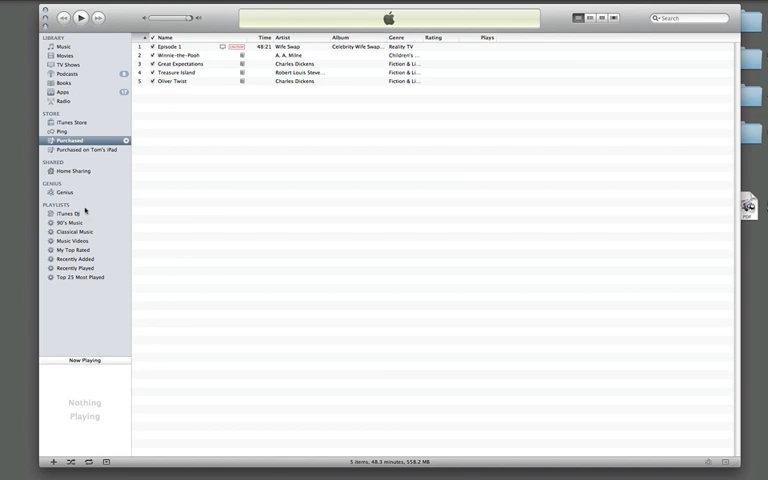 Search
LIBRARY
Music
Movies
TV Shows
Podcasts
Books
Apps
Radio
STORE
iTunes Store
Ping
Purchased
Purchased on Tom's iPad
SHARED
Home Sharing
GENIUS
Genius
PLAYLISTS
iTunes DJ
90's Music
Classical Music
Music Videos
My Top Rated
Recently Added
Recently Played
Top 25 Most Played
Now Playing
Nothing
Playing
Name Time Artist Album Genre Rating Plays
1 Episode 1 48:21 Wife Swap Celebrity Wife Swap... Reality TV
2 Winnie-the-Pooh A. A. Milne Children's ...
3 Great Expectations Charles Dickens Fiction & Li...
4 Treasure Island Robert Louis Steve... Fiction & Li...
5 Oliver Twist Charles Dickens Fiction & Li...
5 items, 48.3 minutes, 558.2 MB
PDF